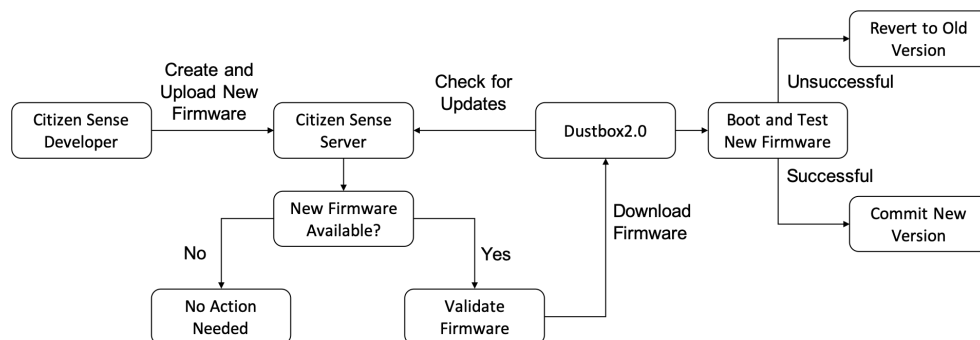 Revert to Old
Version
Create and
Upload New
Firmware
Check for
Updates
Unsuccessful
Citizen Sense
Developer
Citizen Sense
Server
Dustbox2.0
Boot and Test
New Firmware
Successful
New Firmware
Available?
Download
Firmware
Commit New
Version
No
Yes
No Action
Needed
Validate
Firmware